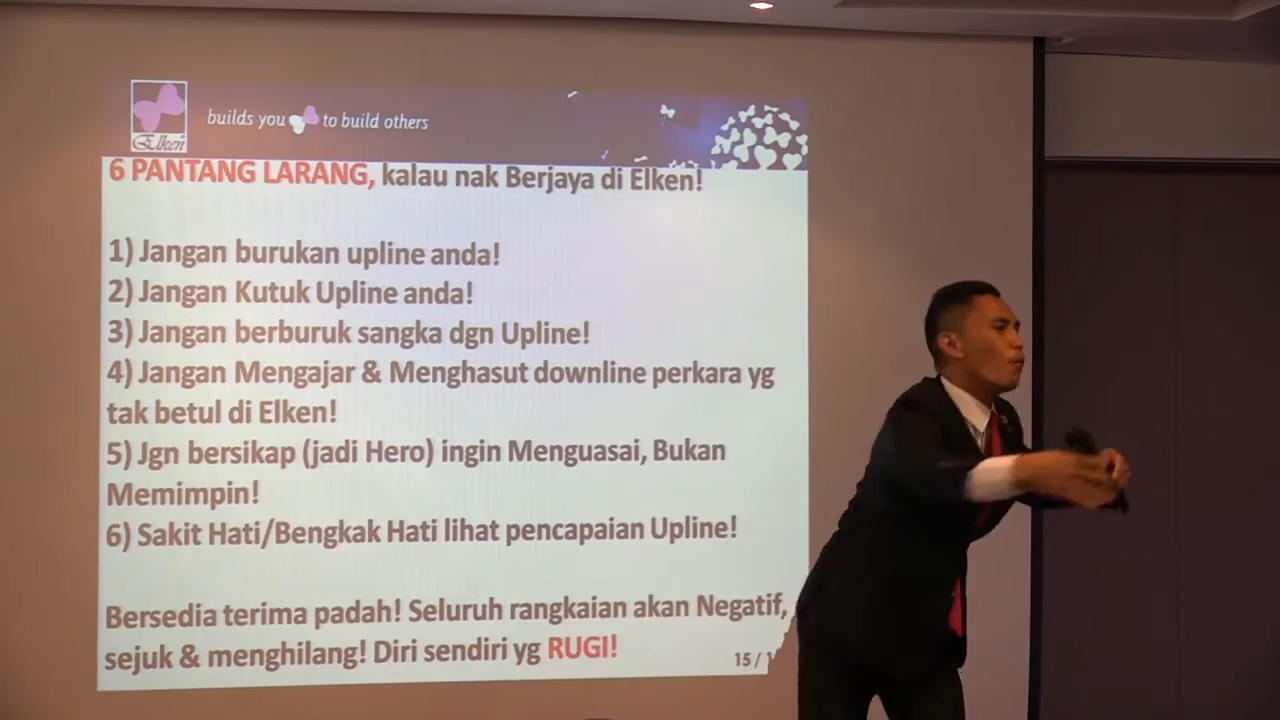 Elken
builds you to build others
6 PANTANG LARANG, kalau nak Berjaya di Elken!
1) Jangan burukan upline anda!
2) Jangan Kutuk Upline anda!
3) Jangan berburuk sangka dgn Upline!
4) Jangan Mengajar & Menghasut downline perkara yg
tak betul di Elken!
5) Jgn bersikap (jadi Hero) ingin Menguasai, Bukan
Memimpin!
6) Sakit Hati/Bengkak Hati lihat pencapaian Upline!
Bersedia terima padah! Seluruh rangkaian akan Negatif,
sejuk & menghilang! Diri sendiri yg RUGI!
15 /